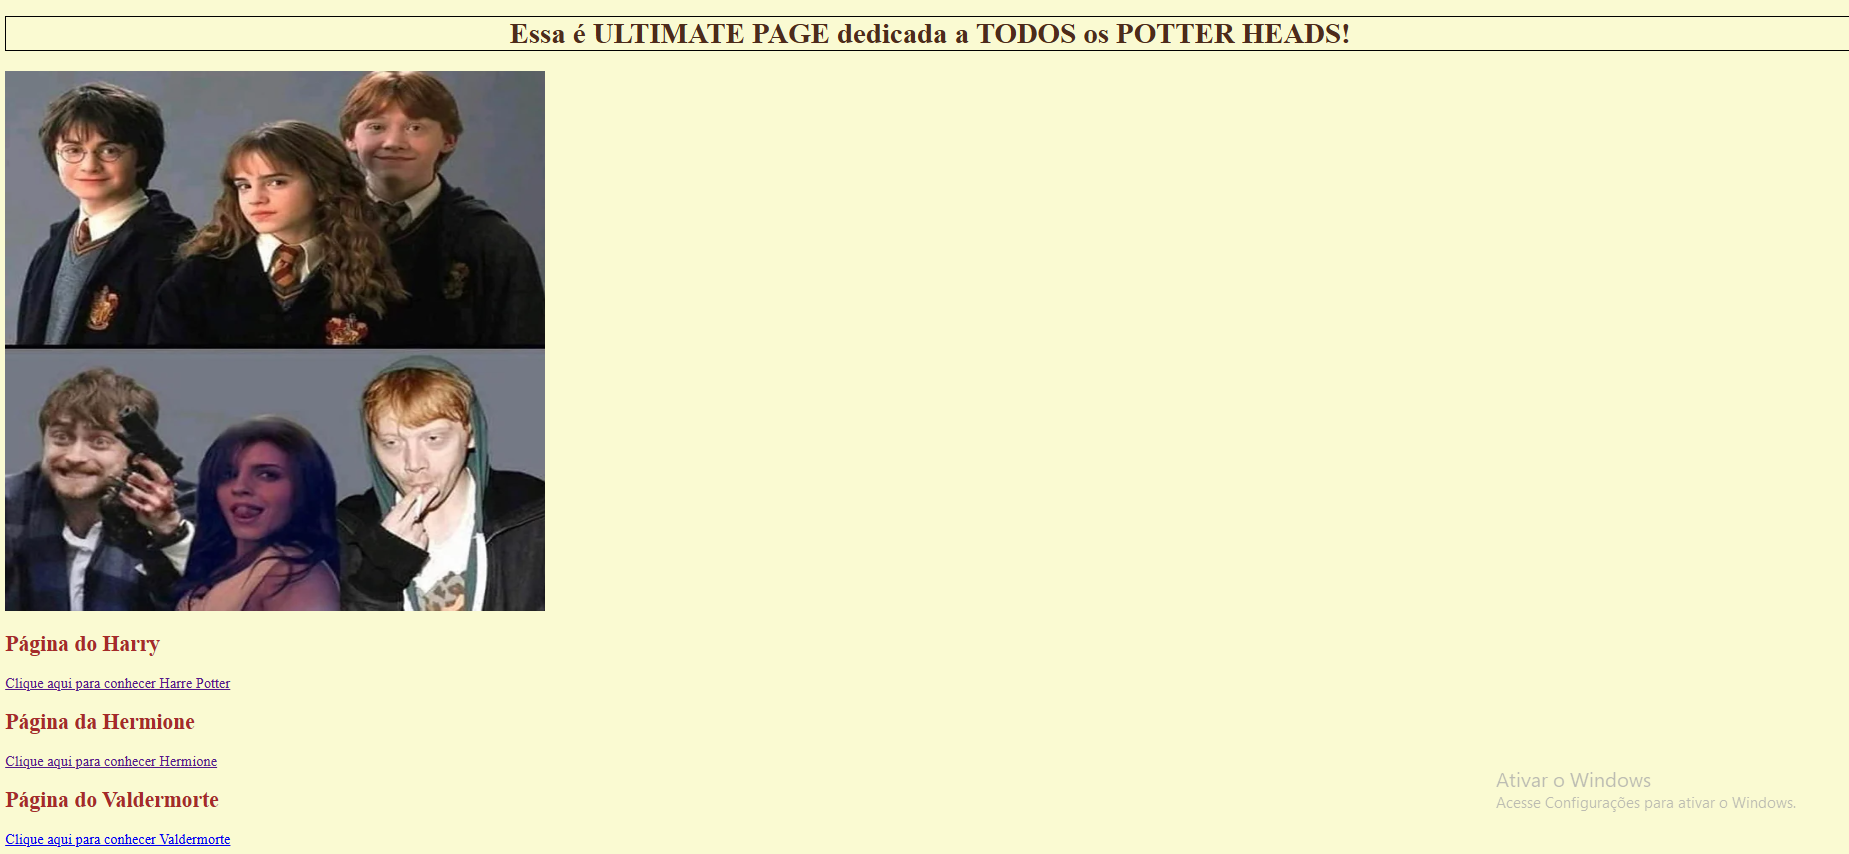 Essa é ULTIMATE PAGE dedicada a TODOS os POTTER HEADS!
Página do Harry
Clique aqui para conhecer Harre Potter
Página da Hermione
Clique aqui para conhecer Hermione
Página do Valdermorte
Clique aqui para conhecer Valdermorte
Ativar o Windows
Acesse Configurações para ativar o Windows.